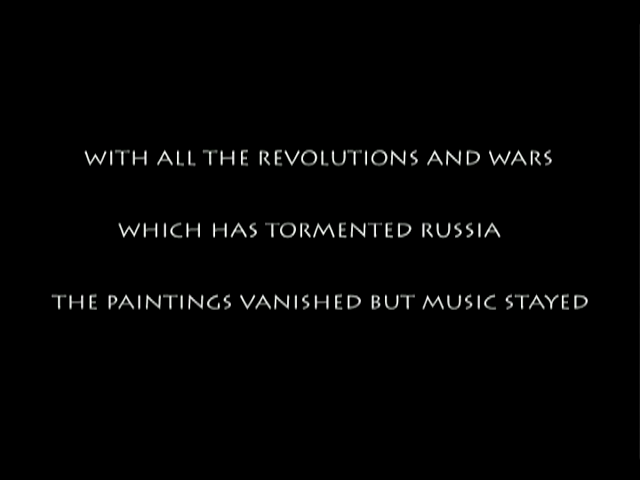 WITH ALL THE REVOLUTIONS AND WARS
WHICH HAS TORMENTED RUSSIA
THE PAINTINGS VANISHED BUT MUSIC STAYED